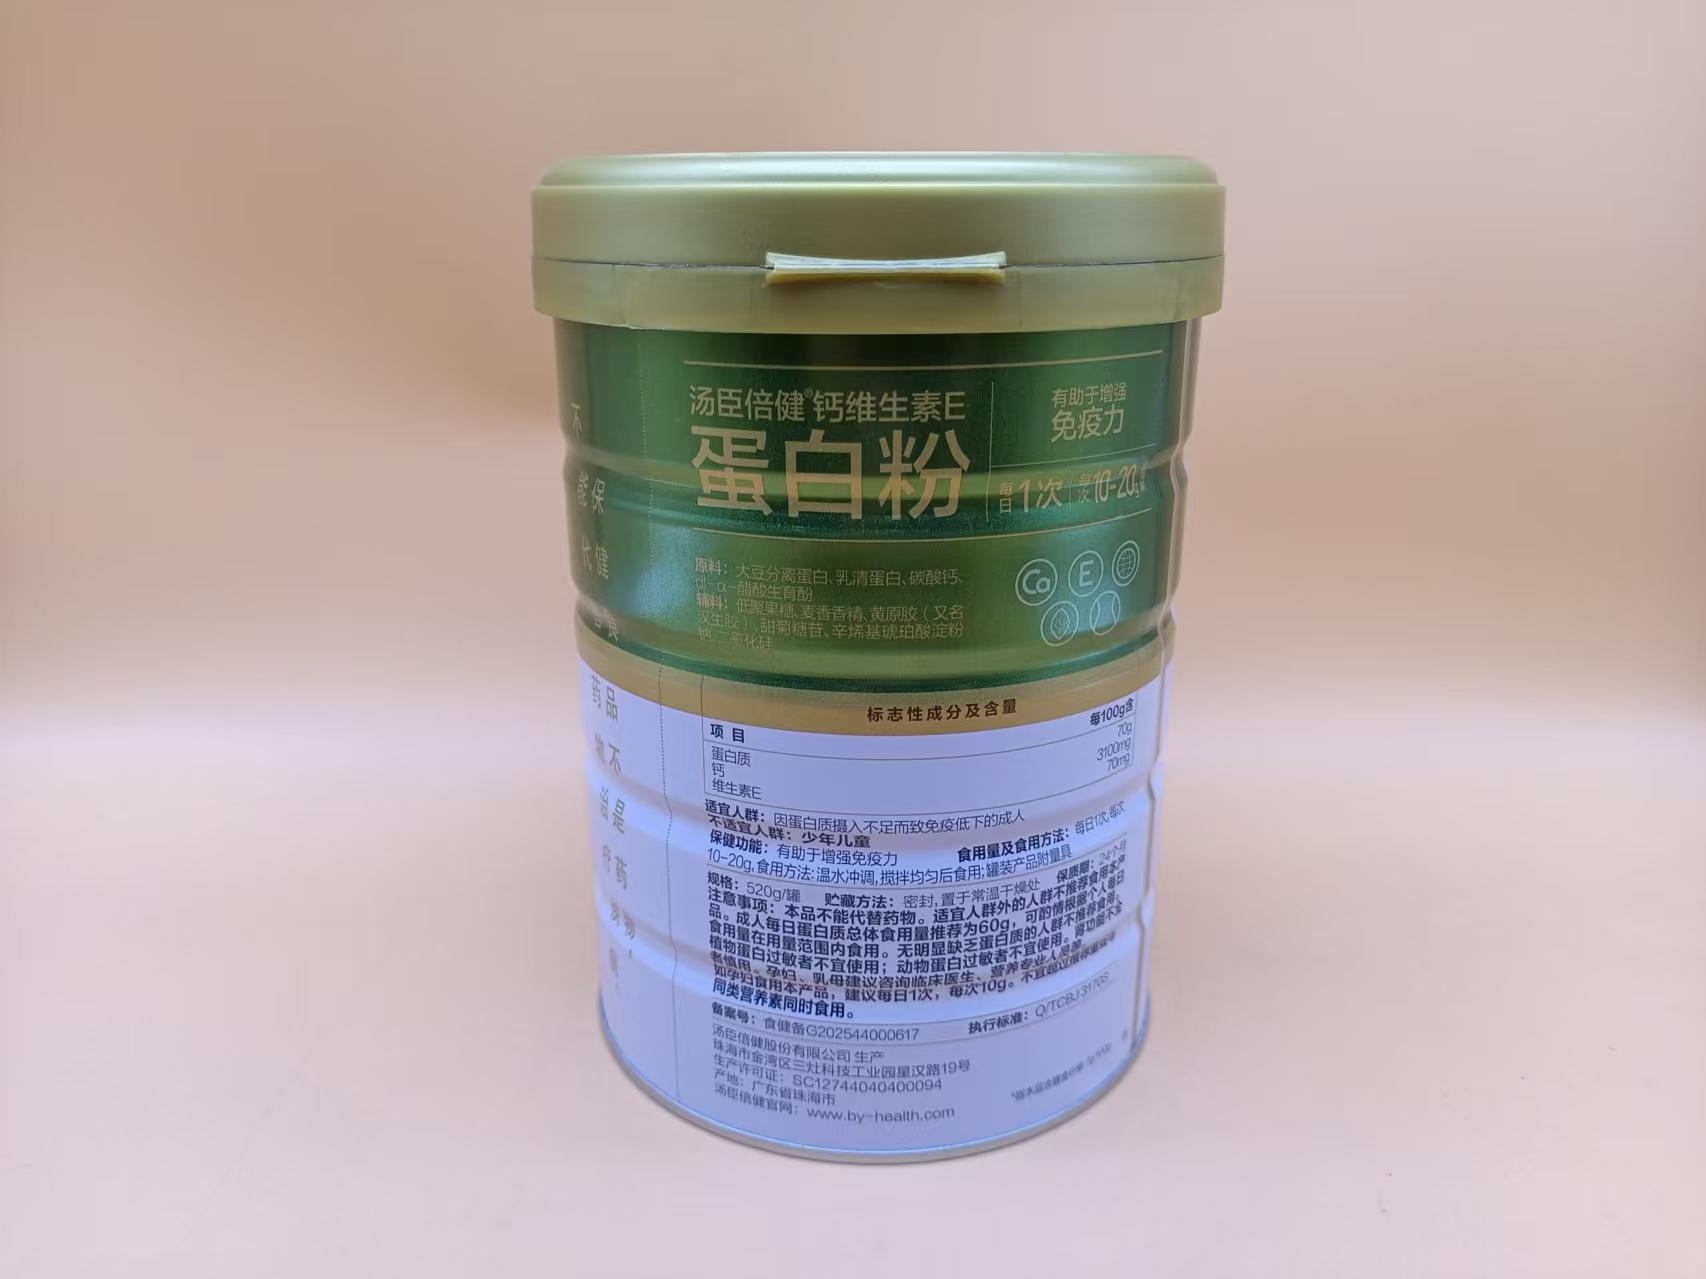 汤臣倍健®钙维生素E
蛋白粉
有助于增强
免疫力
每日1次
每次10-20g
原料：大豆分离蛋白、乳清蛋白、碳酸钙、
dl-α-醋酸生育酚
辅料：低聚果糖、麦香香精、黄原胶（又名
汉生胶）、甜菊糖苷、辛烯基琥珀酸淀粉
钠、二氧化硅
Ca
E
标志性成分及含量
项目 每100g含
蛋白质 70g
钙 3100mg
维生素E 70mg
适宜人群：因蛋白质摄入不足而致免疫低下的成人
不适宜人群：少年儿童
保健功能：有助于增强免疫力 食用量及食用方法：每日1次,每次
10-20g,食用方法:温水冲调,搅拌均匀后食用;罐装产品附量具
规格：520g/罐 贮藏方法：密封,置于常温干燥处 保质期：24个月
注意事项：本品不能代替药物。适宜人群外的人群不推荐食用本产
品。成人每日蛋白质总体食用量推荐为60g，可酌情根据个人每日
食用量在用量范围内食用。无明显缺乏蛋白质的人群不推荐食用。
植物蛋白过敏者不宜使用；动物蛋白过敏者不宜使用。肾功能不全
者慎用。孕妇、乳母建议咨询临床医生、营养专业人员等。
如孕妇食用本产品，建议每日1次，每次10g。不宜超过推荐量或与
同类营养素同时食用。
备案号：食健备G202544000617 执行标准：Q/TCBJ 3170S
汤臣倍健股份有限公司 生产
珠海市金湾区三灶科技工业园星汉路19号
生产许可证：SC12744040400094
产地：广东省珠海市
汤臣倍健官网：www.by-health.com
保健食品不是药物
不能代
药物治疗
病